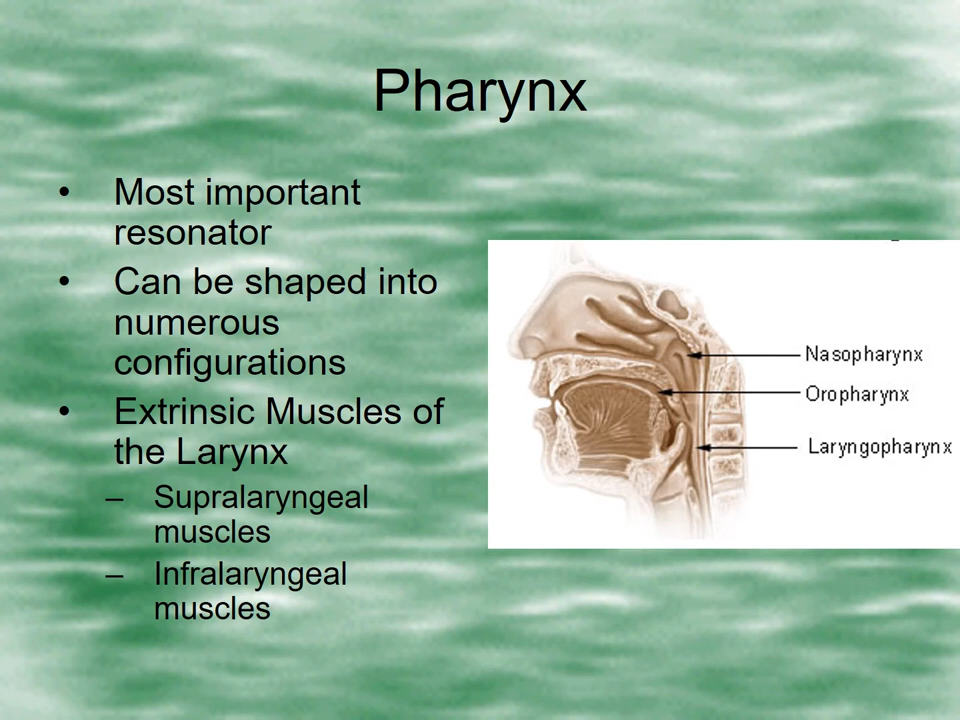 Pharynx
• Most important
resonator
• Can be shaped into
numerous
configurations
• Extrinsic Muscles of
the Larynx
– Supralaryngeal
muscles
– Infralaryngeal
muscles
Nasopharynx
Oropharynx
Laryngopharynx